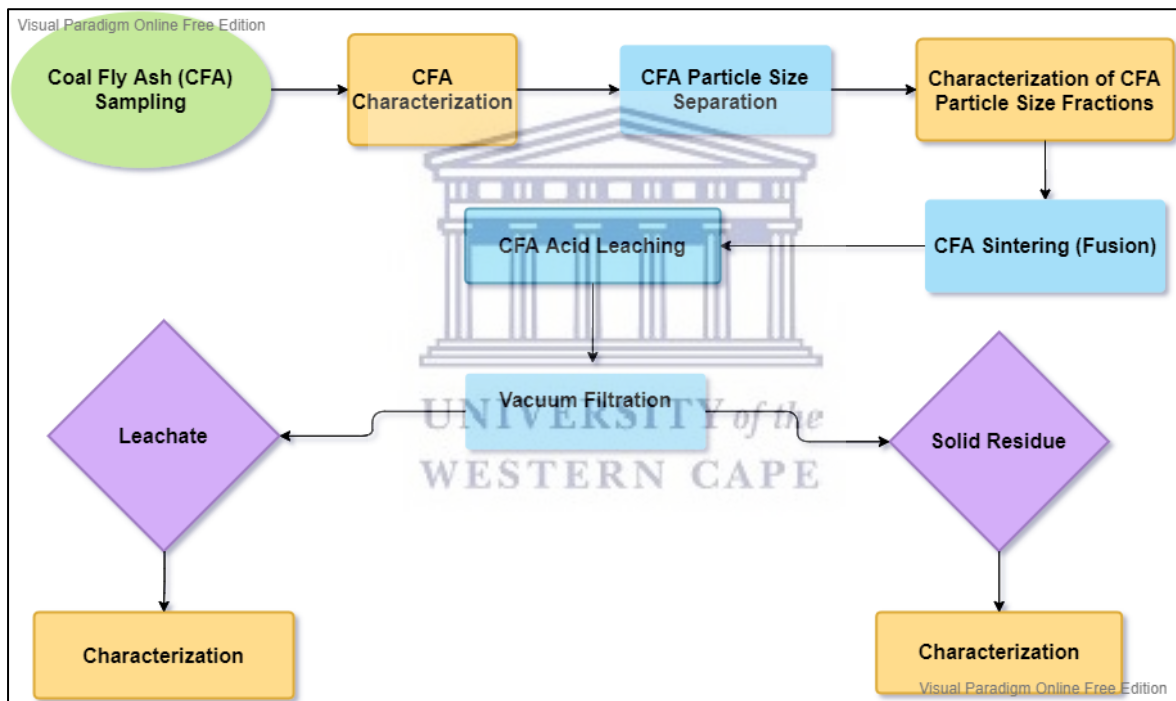 Visual Paradigm Online Free Edition
Coal Fly Ash (CFA)
Sampling
CFA
Characterization
CFA Particle Size
Separation
Characterization of CFA
Particle Size Fractions
CFA Acid Leaching
CFA Sintering (Fusion)
Vacuum Filtration
Leachate
Solid Residue
UNIVERSITY of the
WESTERN CAPE
Characterization
Characterization
Visual Paradigm Online Free Edition